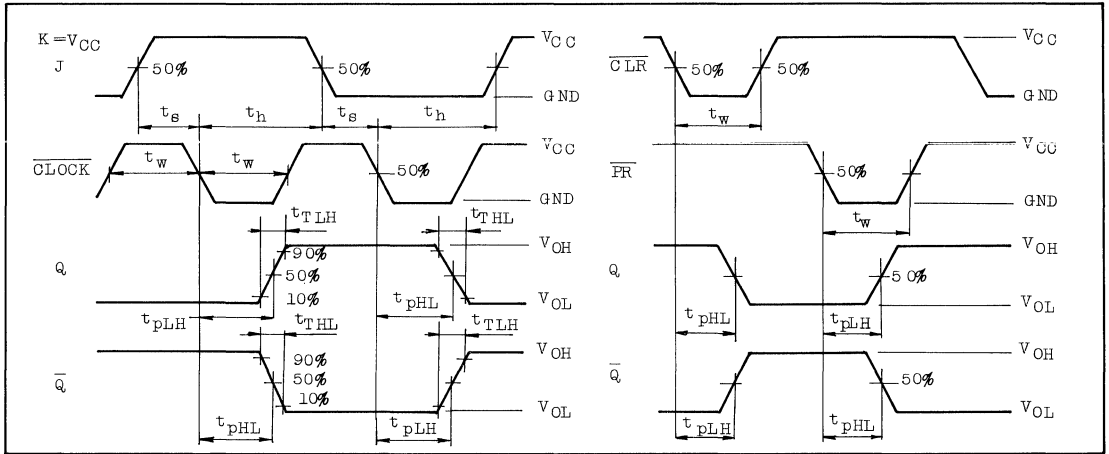 K=VCC
J
50%
50%
VCC
GND
ts
th
ts
th
CLOCK
tw
tw
50%
VCC
GND
tTLH
tTHL
Q
90%
50%
10%
VOH
VOL
tpLH
tpHL
tTHL
tTLH
Q
90%
50%
10%
VOH
VOL
tpHL
tpLH
CLR
50%
50%
VCC
GND
tw
PR
50%
VCC
GND
tw
Q
50%
VOH
VOL
tpHL
tpLH
Q
50%
VOH
VOL
tpLH
tpHL